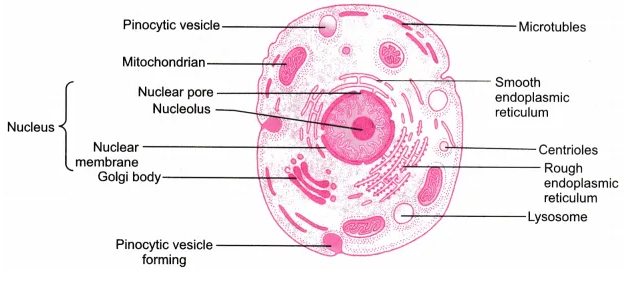 Pinocytic vesicle
Mitochondrian
Nuclear pore
Nucleolus
Nucleus
Nuclear
membrane
Golgi body
Pinocytic vesicle
forming
Microtubles
Smooth
endoplasmic
reticulum
Centrioles
Rough
endoplasmic
reticulum
Lysosome